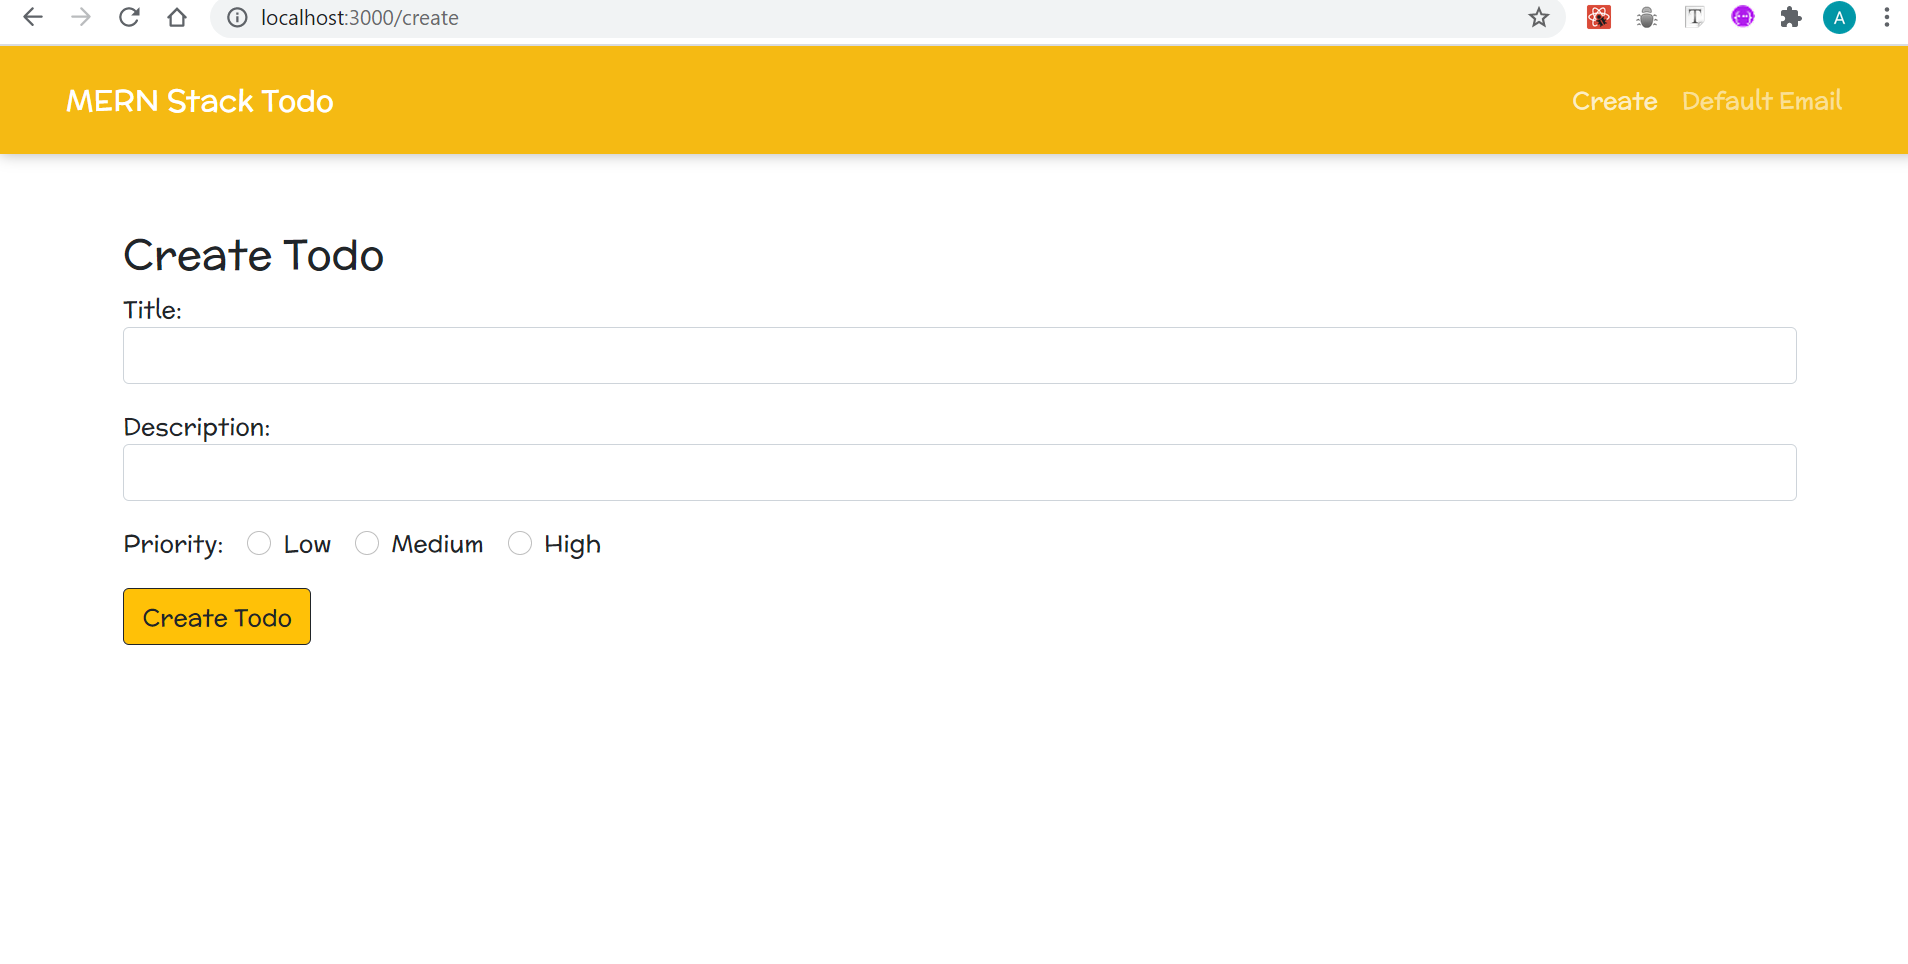 localhost:3000/create
T
A
MERN Stack Todo
Create Default Email
Create Todo
Title:
Description:
Priority: Low Medium High
Create Todo